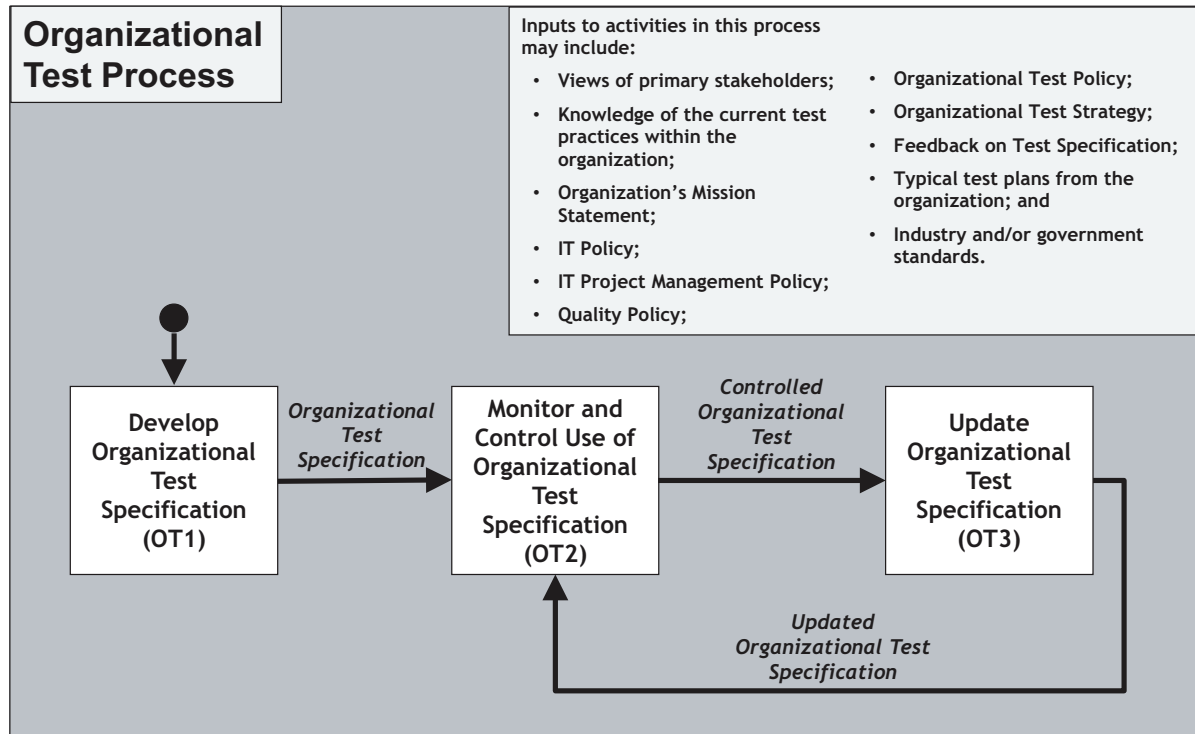 Organizational
Test Process
Inputs to activities in this process
may include:
• Views of primary stakeholders;
• Knowledge of the current test
practices within the
organization;
• Organization’s Mission
Statement;
• IT Policy;
• IT Project Management Policy;
• Quality Policy;
• Organizational Test Policy;
• Organizational Test Strategy;
• Feedback on Test Specification;
• Typical test plans from the
organization; and
• Industry and/or government
standards.
Develop
Organizational
Test
Specification
(OT1)
Organizational
Test
Specification
Monitor and
Control Use of
Organizational
Test
Specification
(OT2)
Controlled
Organizational
Test
Specification
Update
Organizational
Test
Specification
(OT3)
Updated
Organizational Test
Specification